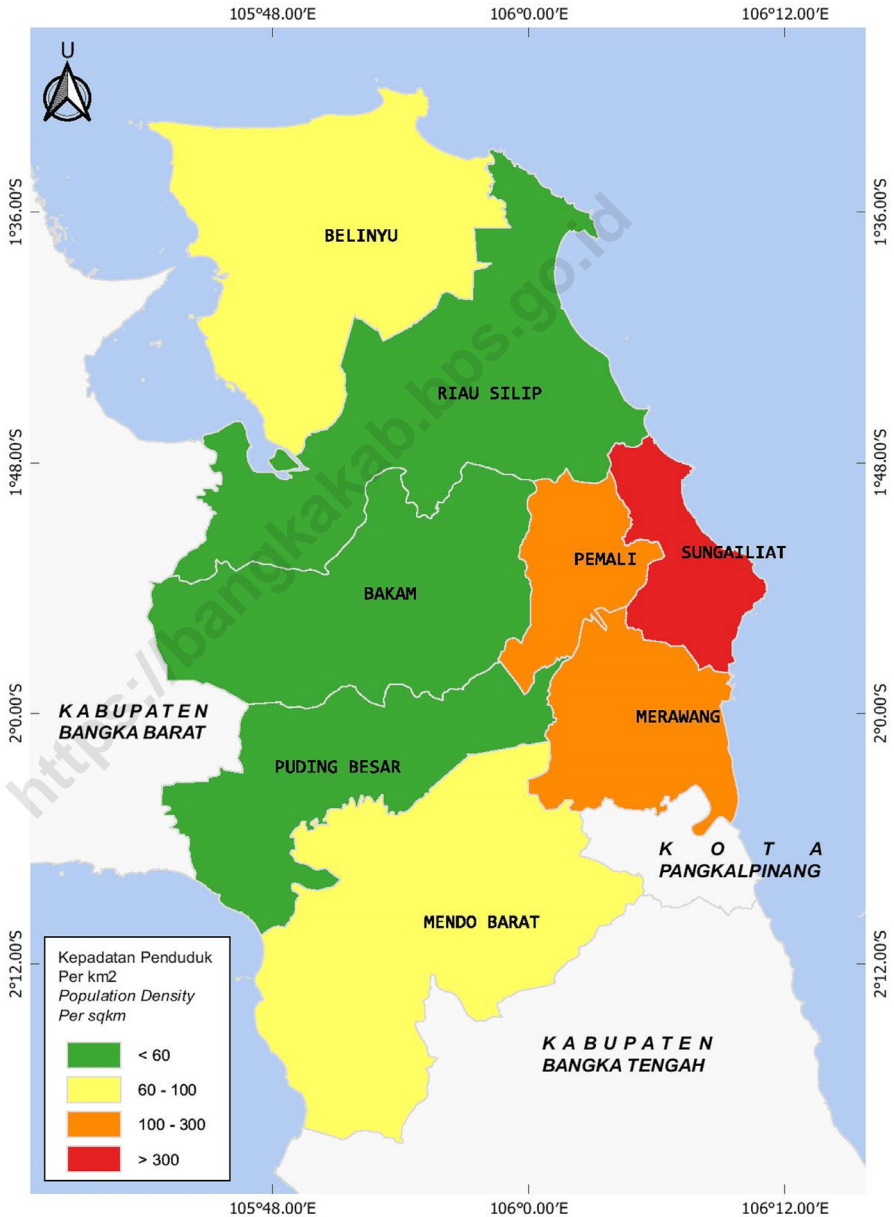 105°48.00'E 106°0.00'E 106°12.00'E
U
1°36.00'S 1°36.00'S
BELINYU
RIAU SILIP
1°48.00'S 1°48.00'S
SUNGAILIAT
PEMALI
BAKAM
2°0.00'S 2°0.00'S
KABUPATEN
BANGKA BARAT
MERAWANG
PUDING BESAR
KOTA
PANGKALPINANG
MENDO BARAT
2°12.00'S 2°12.00'S
Kepadatan Penduduk
Per km2
Population Density
Per sqkm
< 60
60 - 100
100 - 300
> 300
KABUPATEN
BANGKA TENGAH
105°48.00'E 106°0.00'E 106°12.00'E
https://bangkakab.bps.go.id